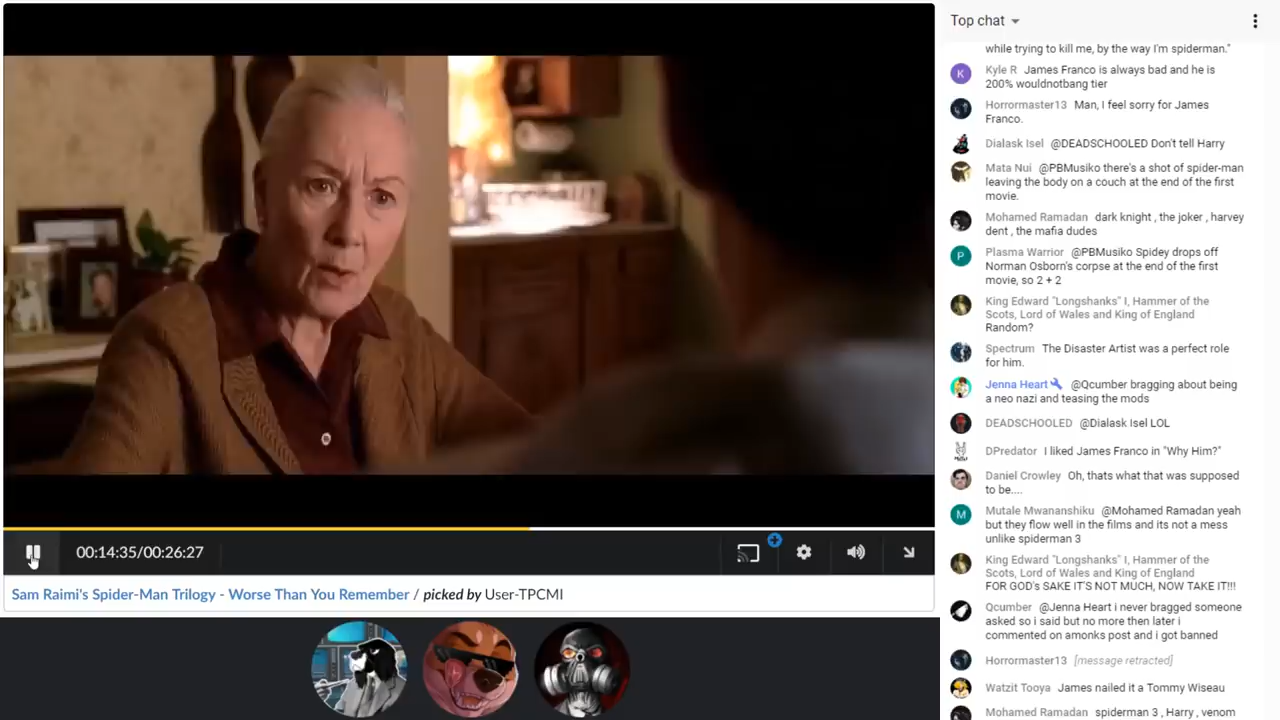 00:14:35/00:26:27
Sam Raimi's Spider-Man Trilogy - Worse Than You Remember / picked by User-TPCMI
Top chat
while trying to kill me, by the way I'm spiderman."
K
Kyle R James Franco is always bad and he is
200% wouldnotbang tier
Horrormaster13 Man, I feel sorry for James
Franco.
Dialask Isel @DEADSCHOOLED Don't tell Harry
Mata Nui @PBMusiko there's a shot of spider-man
leaving the body on a couch at the end of the first
movie.
Mohamed Ramadan dark knight , the joker , harvey
dent , the mafia dudes
P
Plasma Warrior @PBMusiko Spidey drops off
Norman Osborn's corpse at the end of the first
movie, so 2 + 2
King Edward "Longshanks" I, Hammer of the
Scots, Lord of Wales and King of England
Random?
Spectrum The Disaster Artist was a perfect role
for him.
Jenna Heart @Qcumber bragging about being
a neo nazi and teasing the mods
DEADSCHOOLED @Dialask Isel LOL
DPredator I liked James Franco in "Why Him?"
Daniel Crowley Oh, thats what that was supposed
to be....
M
Mutale Mwananshiku @Mohamed Ramadan yeah
but they flow well in the films and its not a mess
unlike spiderman 3
King Edward "Longshanks" I, Hammer of the
Scots, Lord of Wales and King of England
FOR GOD's SAKE IT'S NOT MUCH, NOW TAKE IT!!!
Qcumber @Jenna Heart i never bragged someone
asked so i said but no more then later i
commented on amonks post and i got banned
Horrormaster13 [message retracted]
Watzit Tooya James nailed it a Tommy Wiseau
Mohamed Ramadan spiderman 3 , Harry , venom